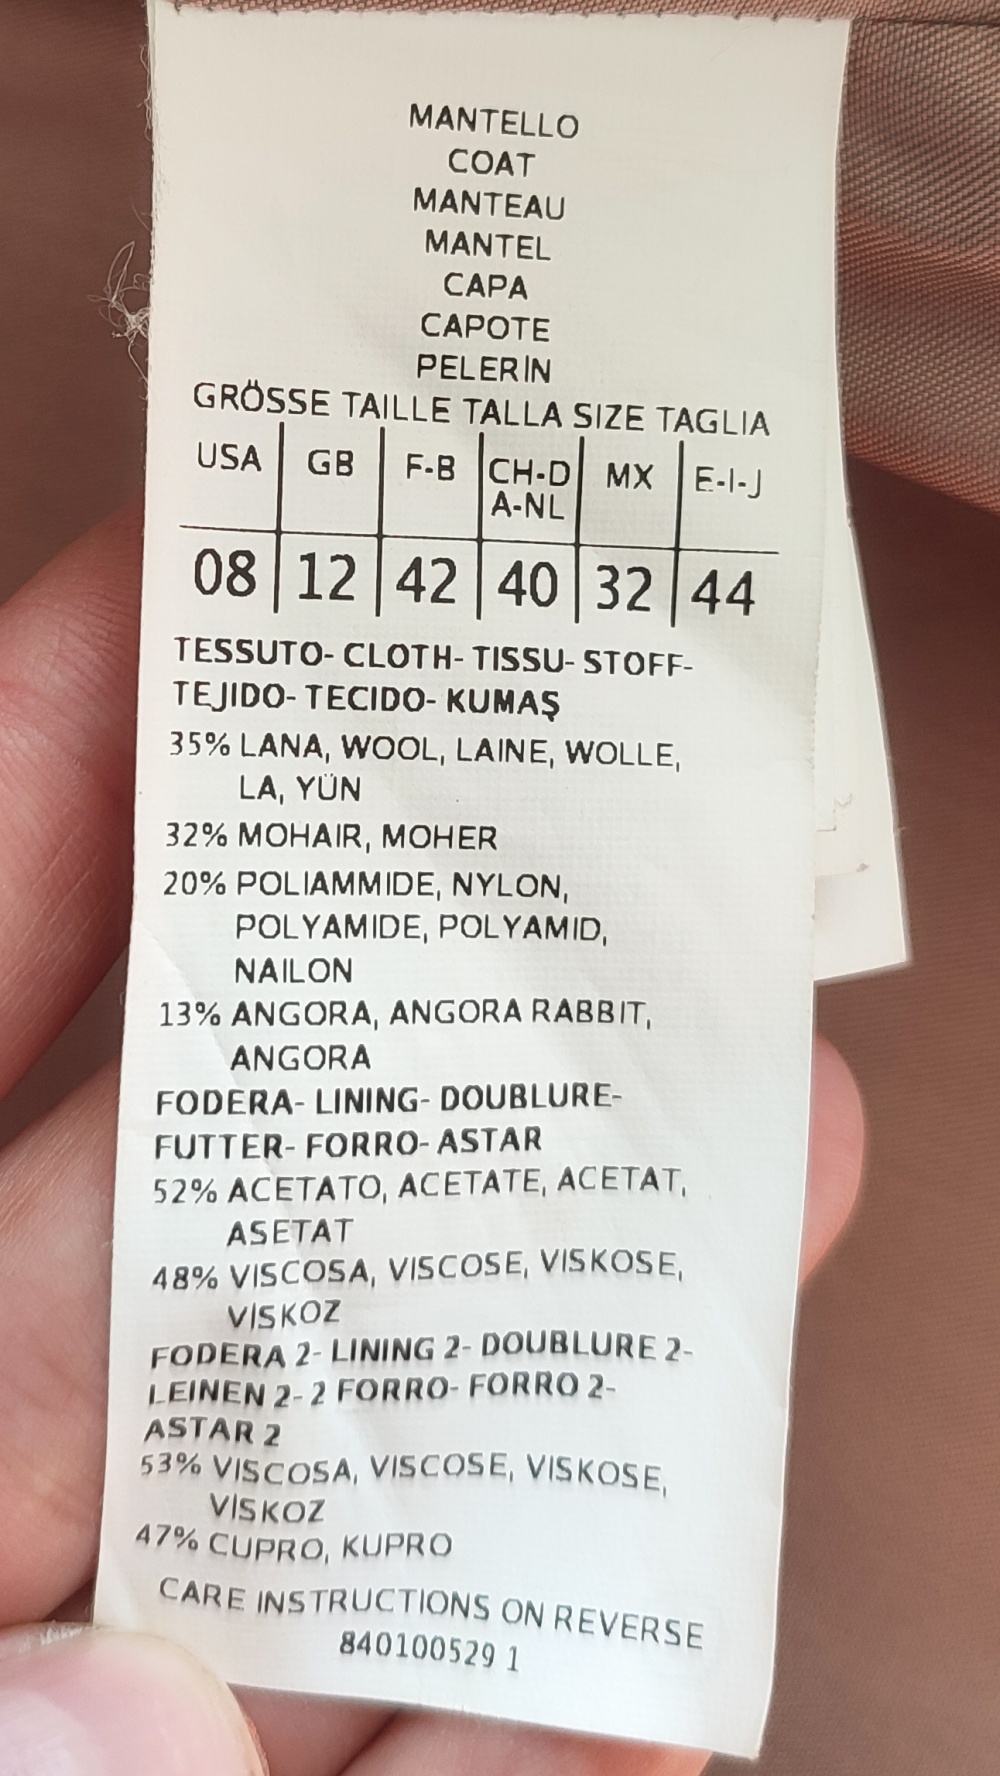 MANTELLO
COAT
MANTEAU
MANTEL
CAPA
CAPOTE
PELERIN
GRÖSSE TAILLE TALLA SIZE TAGLIA
USA GB F-B CH-D A-NL MX E-I-J
08 12 42 40 32 44
TESSUTO- CLOTH- TISSU- STOFF-
TEJIDO- TECIDO- KUMAŞ
35% LANA, WOOL, LAINE, WOLLE,
LA, YÜN
32% MOHAIR, MOHER
20% POLIAMMIDE, NYLON,
POLYAMIDE, POLYAMID,
NAILON
13% ANGORA, ANGORA RABBIT,
ANGORA
FODERA- LINING- DOUBLURE-
FUTTER- FORRO- ASTAR
52% ACETATO, ACETATE, ACETAT,
ASETAT
48% VISCOSA, VISCOSE, VISKOSE,
VISKOZ
FODERA 2- LINING 2- DOUBLURE 2-
LEINEN 2- 2 FORRO- FORRO 2-
ASTAR 2
53% VISCOSA, VISCOSE, VISKOSE,
VISKOZ
47% CUPRO, KUPRO
CARE INSTRUCTIONS ON REVERSE
840100529 1